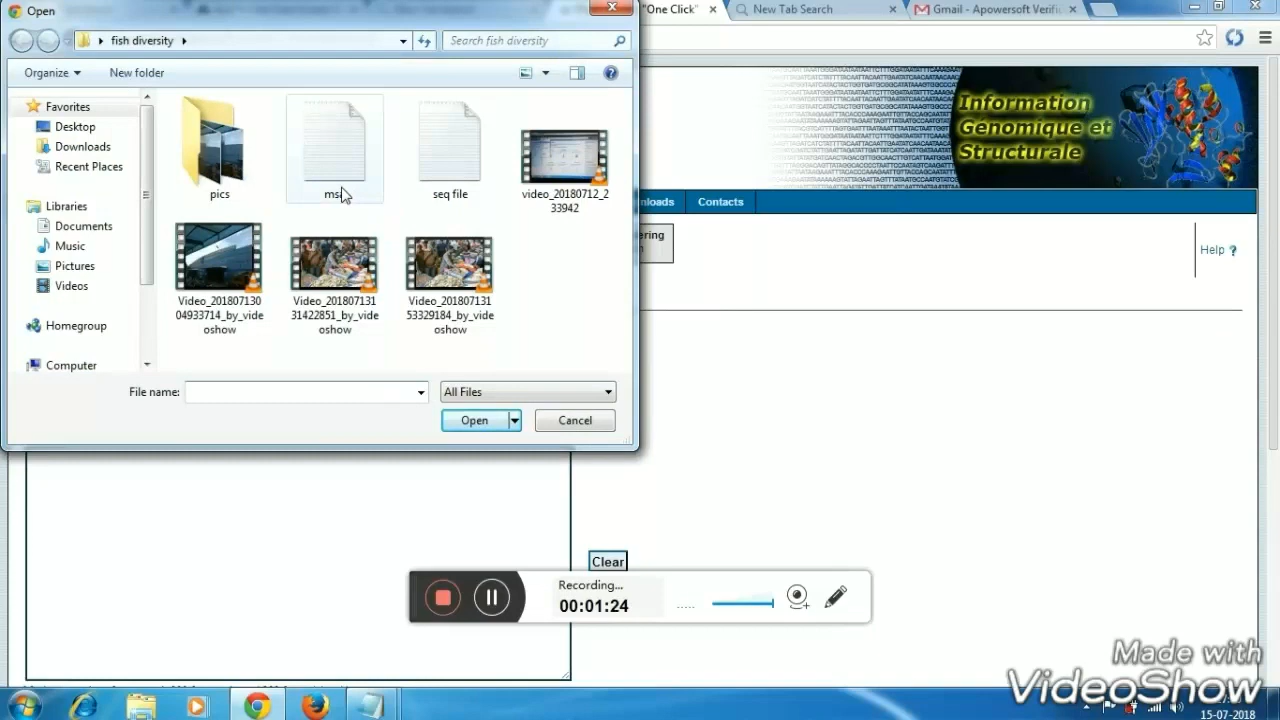 Open
"One Click"
New Tab Search
Gmail - Apowersoft Verifi
fish diversity
Search fish diversity
Organize
New folder
Favorites
Desktop
Downloads
Recent Places
Libraries
Documents
Music
Pictures
Videos
Homegroup
Computer
pics
seq file
video_20180712_2
33942
Video_201807130
04933714_by_vide
oshow
Video_201807131
31422851_by_vide
oshow
Video_201807131
53329184_by_vide
oshow
File name:
All Files
Open
Cancel
Information
Génomique et
Structurale
nloads
Contacts
ering
Help ?
Clear
Recording...
00:01:24
Made with
VideoShow
15-07-2018